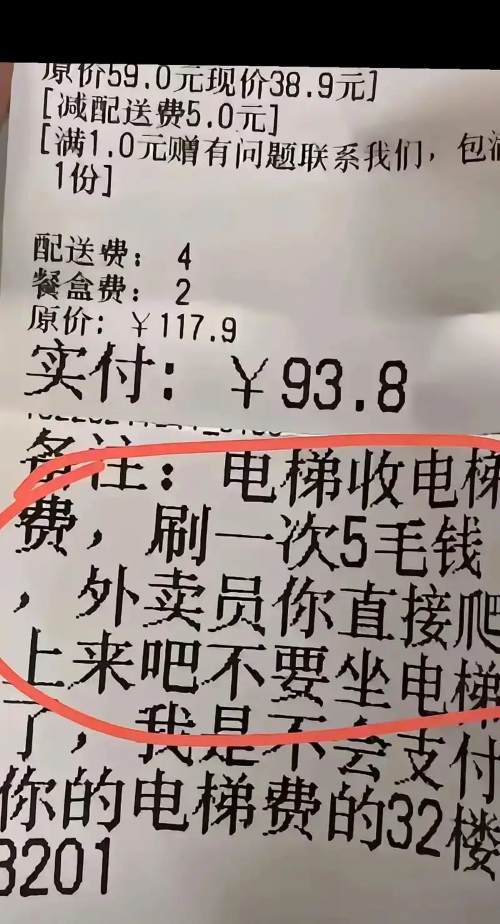 原价59.0元现价38.9元]
[减配送费5.0元]
[满1.0元赠有问题联系我们，包
1份]
配送费： 4
餐盒费： 2
原价：￥117.9
实付：￥93.8
备注：电梯收电梯
费，刷一次5毛钱
，外卖员你直接爬
上来吧不要坐电梯
了，我是不会支付
你的电梯费的32楼
3201